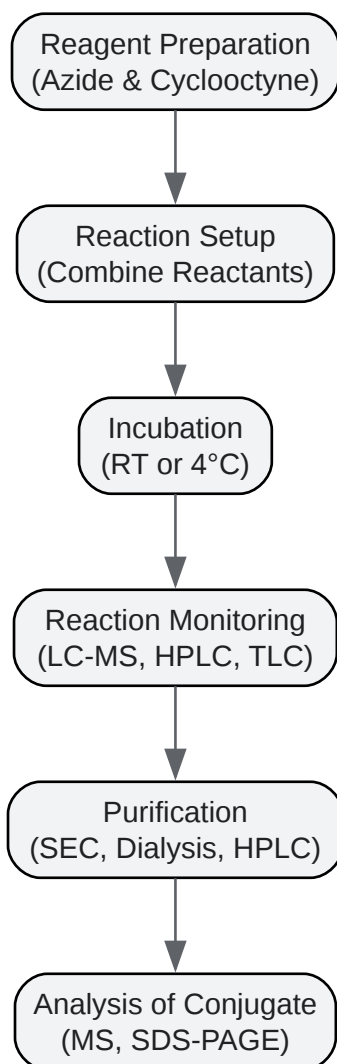 Reagent Preparation
(Azide & Cyclooctyne)
Reaction Setup
(Combine Reactants)
Incubation
(RT or 4°C)
Reaction Monitoring
(LC-MS, HPLC, TLC)
Purification
(SEC, Dialysis, HPLC)
Analysis of Conjugate
(MS, SDS-PAGE)